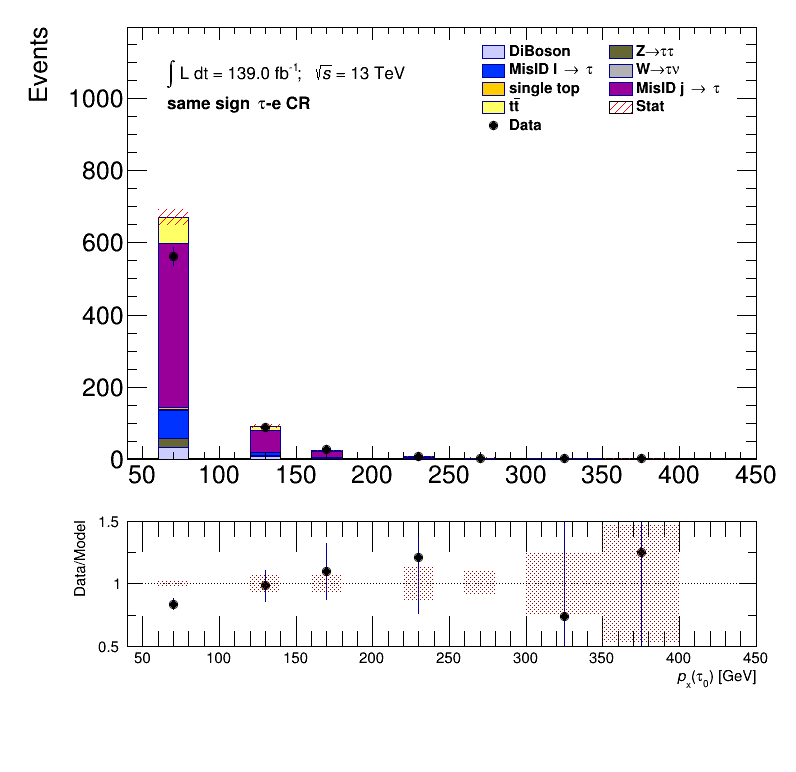 Events
∫ L dt = 139.0 fb⁻¹; √s = 13 TeV
same sign τ-e CR
DiBoson
MisID l → τ
single top
tt̄
Data
Z→ττ
W→τν
MisID j → τ
Stat
1000
800
600
400
200
0
50 100 150 200 250 300 350 400 450
Data/Model
1.5
1
0.5
50 100 150 200 250 300 350 400 450
pₓ(τ₀) [GeV]